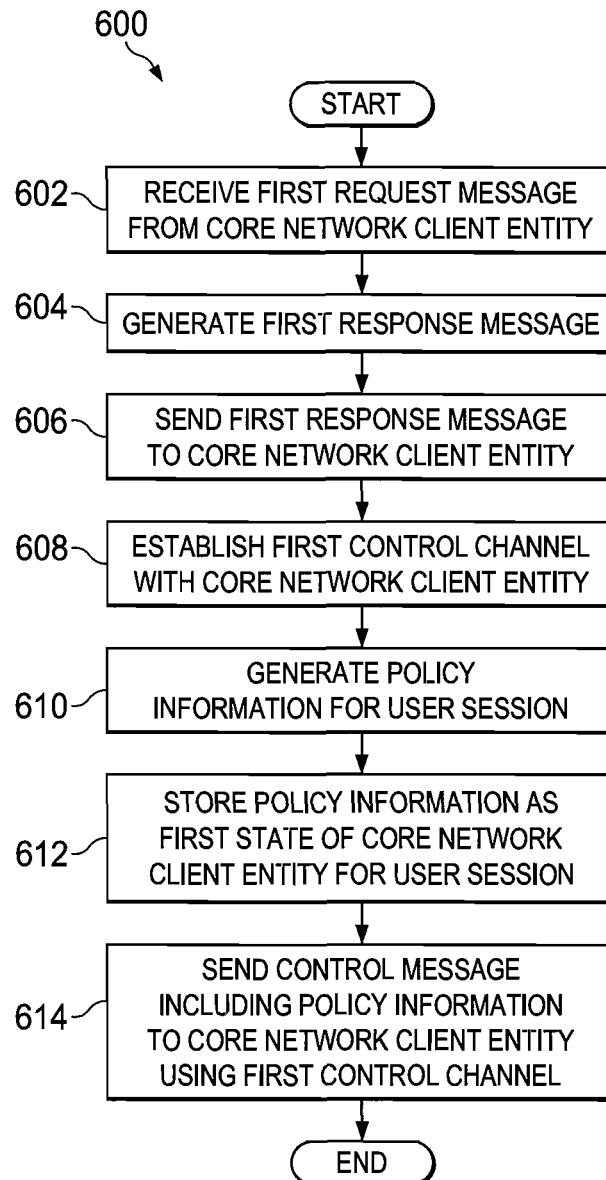 600
START
602
RECEIVE FIRST REQUEST MESSAGE
FROM CORE NETWORK CLIENT ENTITY
604
GENERATE FIRST RESPONSE MESSAGE
606
SEND FIRST RESPONSE MESSAGE
TO CORE NETWORK CLIENT ENTITY
608
ESTABLISH FIRST CONTROL CHANNEL
WITH CORE NETWORK CLIENT ENTITY
610
GENERATE POLICY
INFORMATION FOR USER SESSION
612
STORE POLICY INFORMATION AS
FIRST STATE OF CORE NETWORK
CLIENT ENTITY FOR USER SESSION
614
SEND CONTROL MESSAGE
INCLUDING POLICY INFORMATION
TO CORE NETWORK CLIENT ENTITY
USING FIRST CONTROL CHANNEL
END